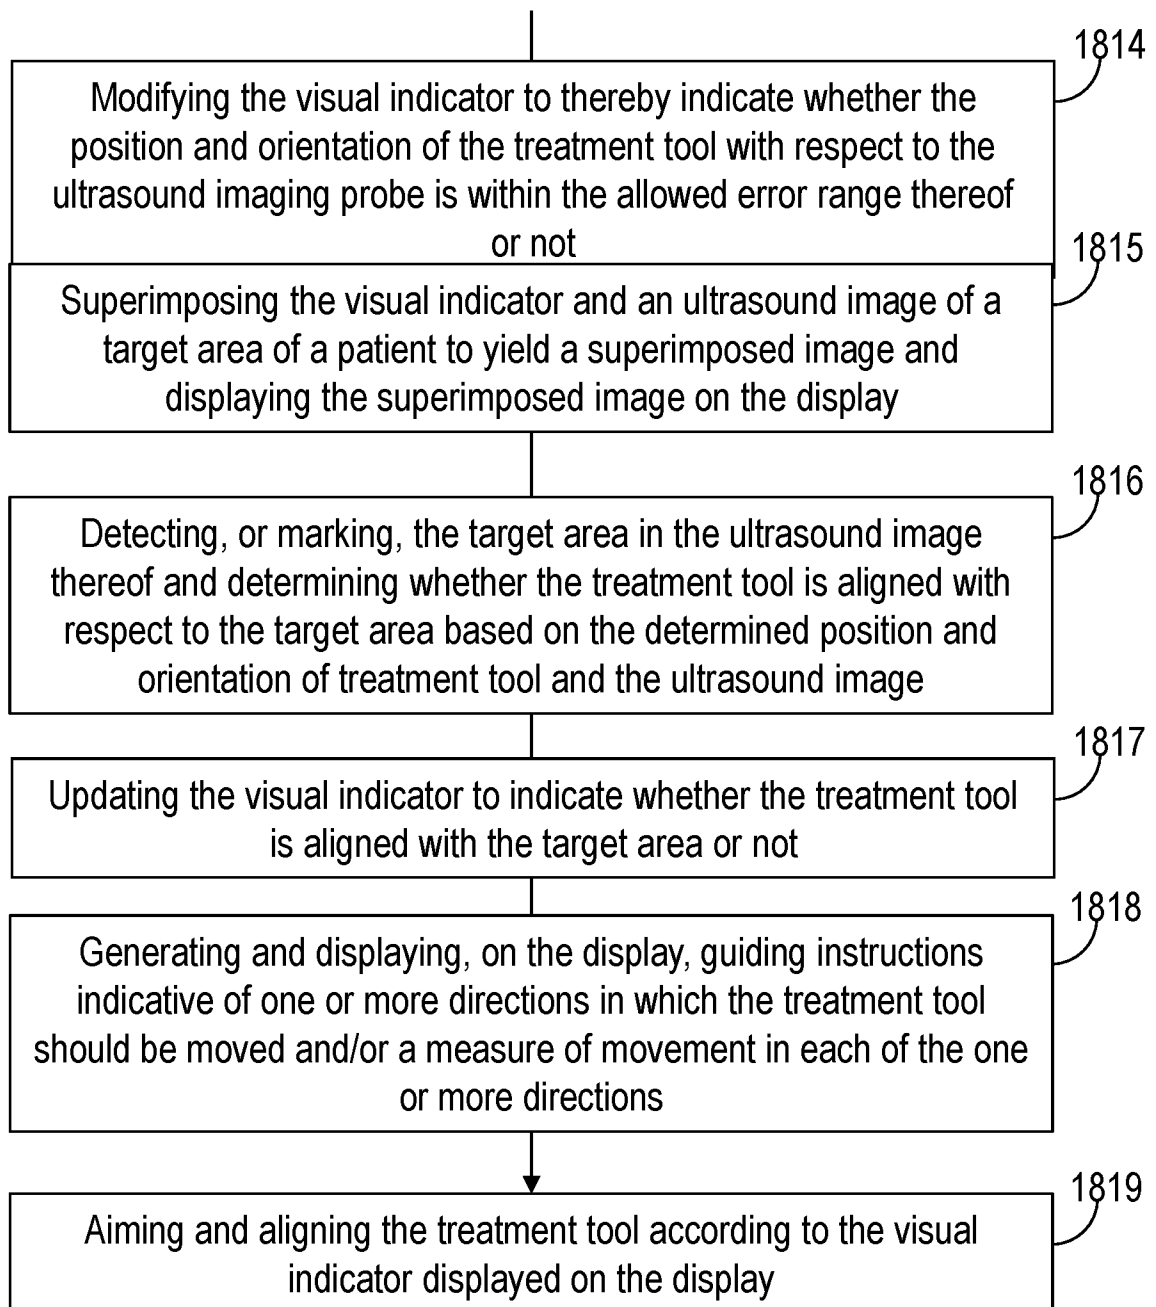 1814
Modifying the visual indicator to thereby indicate whether the
position and orientation of the treatment tool with respect to the
ultrasound imaging probe is within the allowed error range thereof
or not
1815
Superimposing the visual indicator and an ultrasound image of a
target area of a patient to yield a superimposed image and
displaying the superimposed image on the display
1816
Detecting, or marking, the target area in the ultrasound image
thereof and determining whether the treatment tool is aligned with
respect to the target area based on the determined position and
orientation of treatment tool and the ultrasound image
1817
Updating the visual indicator to indicate whether the treatment tool
is aligned with the target area or not
1818
Generating and displaying, on the display, guiding instructions
indicative of one or more directions in which the treatment tool
should be moved and/or a measure of movement in each of the one
or more directions
1819
Aiming and aligning the treatment tool according to the visual
indicator displayed on the display